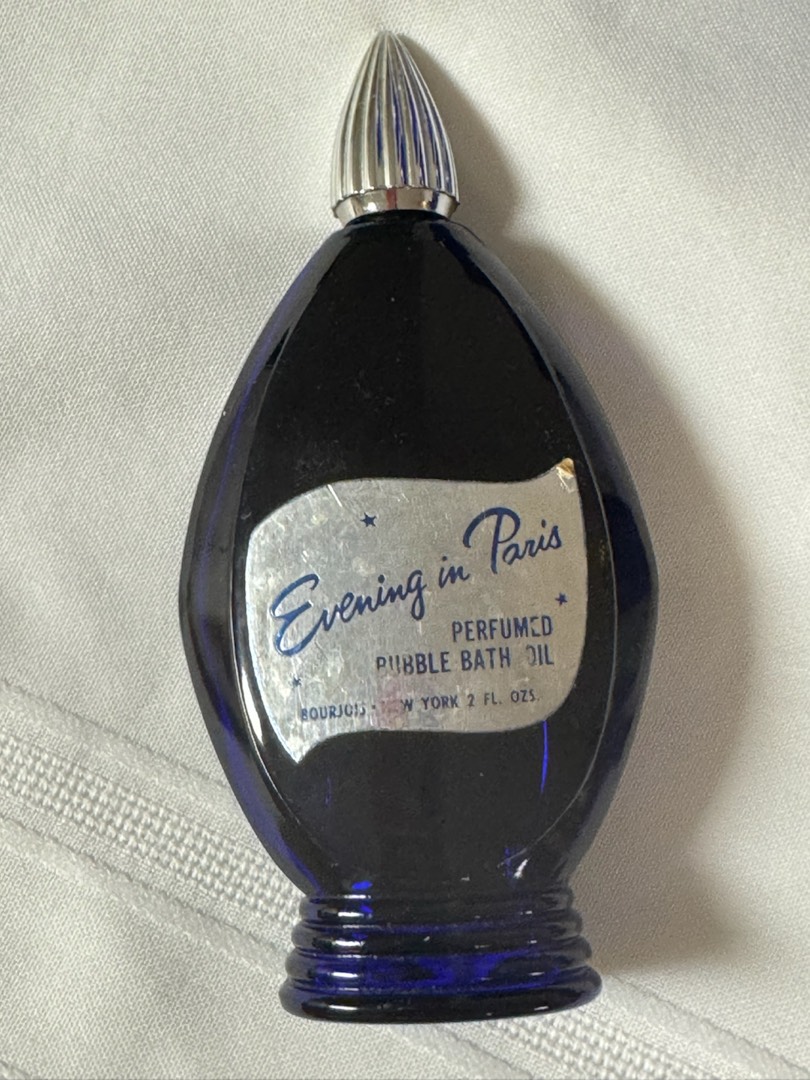 Evening in Paris
PERFUMED
BUBBLE BATH OIL
BOURJOIS · NEW YORK 2 FL. OZS.